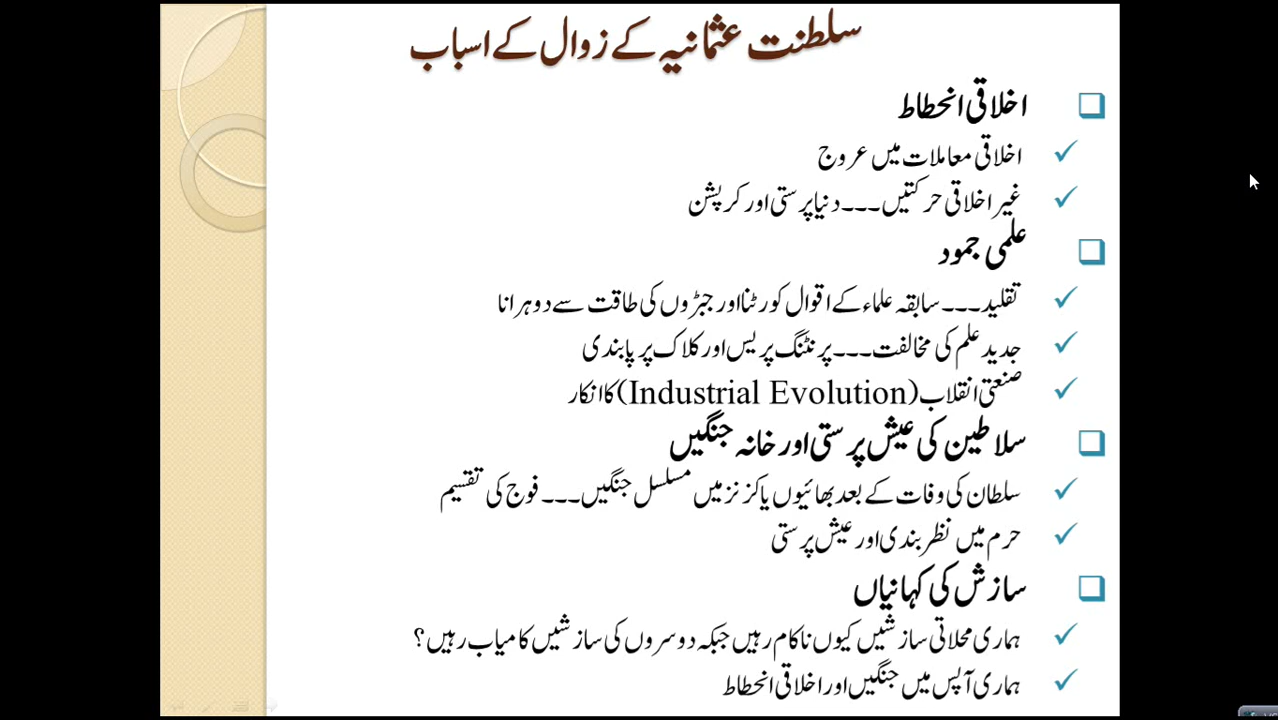 سلطنت عثمانیہ کے زوال کے اسباب
اخلاقی انحطاط
اخلاقی معاملات میں عروج
غیر اخلاقی حرکتیں۔۔۔ دنیا پرستی اور کرپشن
علمی جمود
تقلید۔۔۔ سابقہ علماء کے اقوال کو رٹنا اور جبڑوں کی طاقت سے دوہرانا
جدید علم کی مخالفت۔۔۔ پرنٹنگ پریس اور کلاک پر پابندی
صنعتی انقلاب (Industrial Evolution) کا انکار
سلاطین کی عیش پرستی اور خانہ جنگیں
سلطان کی وفات کے بعد بھائیوں یا کزنز میں مسلسل جنگیں۔۔۔ فوج کی تقسیم
حرم میں نظر بندی اور عیش پرستی
سازش کی کہانیاں
ہماری محلاتی سازشیں کیوں ناکام رہیں جبکہ دوسروں کی سازشیں کامیاب رہیں؟
ہماری آپس میں جنگیں اور اخلاقی انحطاط